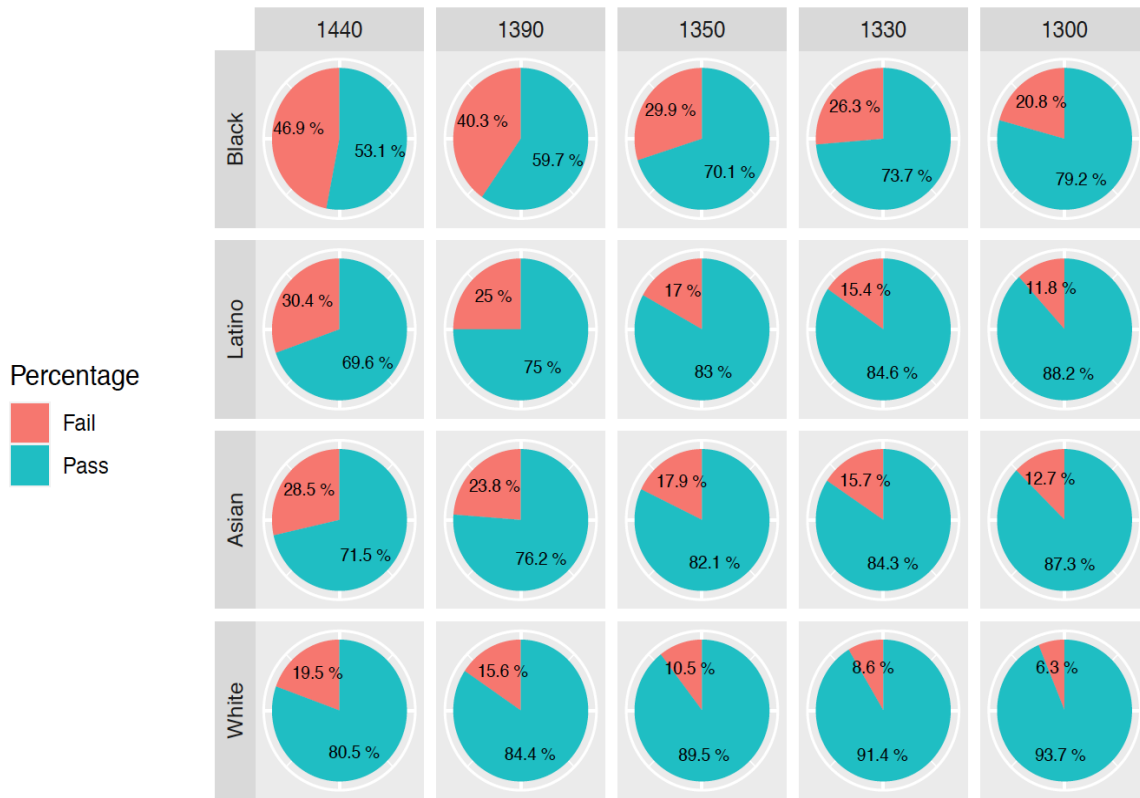 1440 1390 1350 1330 1300
Black
46.9 % 53.1 % 40.3 % 59.7 % 29.9 % 70.1 % 26.3 % 73.7 % 20.8 % 79.2 %
Latino
30.4 % 69.6 % 25 % 75 % 17 % 83 % 15.4 % 84.6 % 11.8 % 88.2 %
Percentage
Fail
Pass
Asian
28.5 % 71.5 % 23.8 % 76.2 % 17.9 % 82.1 % 15.7 % 84.3 % 12.7 % 87.3 %
White
19.5 % 80.5 % 15.6 % 84.4 % 10.5 % 89.5 % 8.6 % 91.4 % 6.3 % 93.7 %